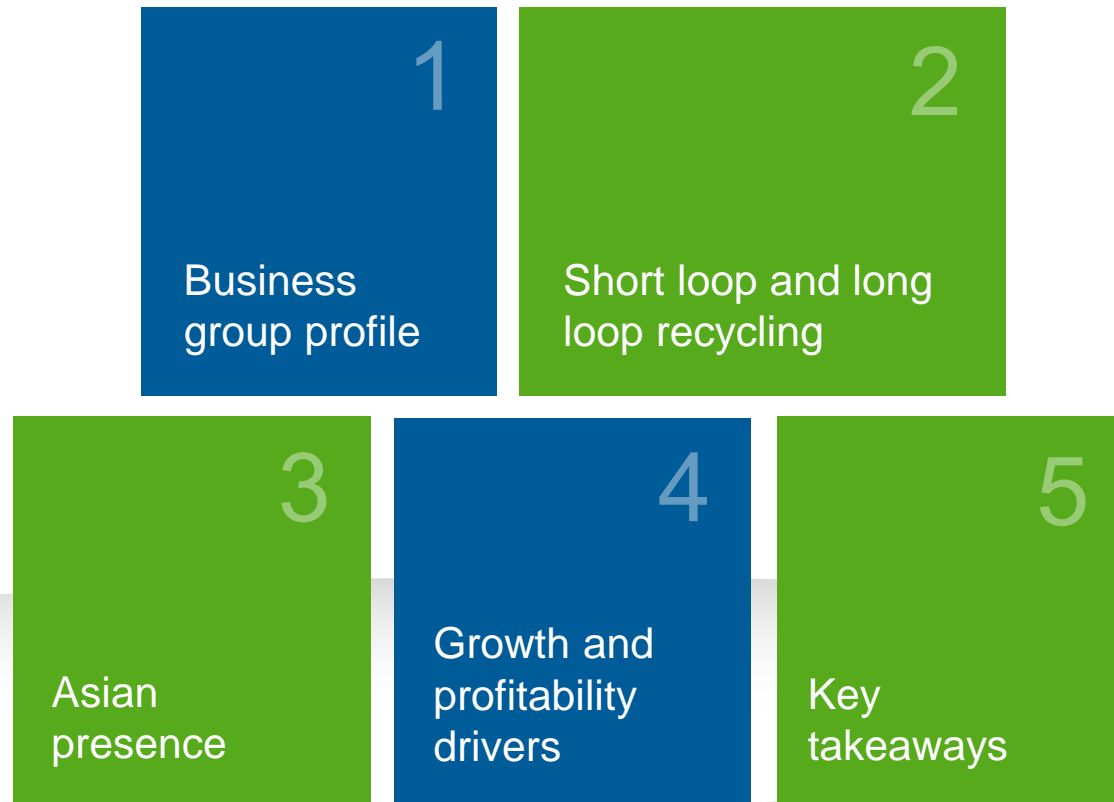 1
Business
group profile
2
Short loop and long
loop recycling
3
Asian
presence
4
Growth and
profitability
drivers
5
Key
takeaways